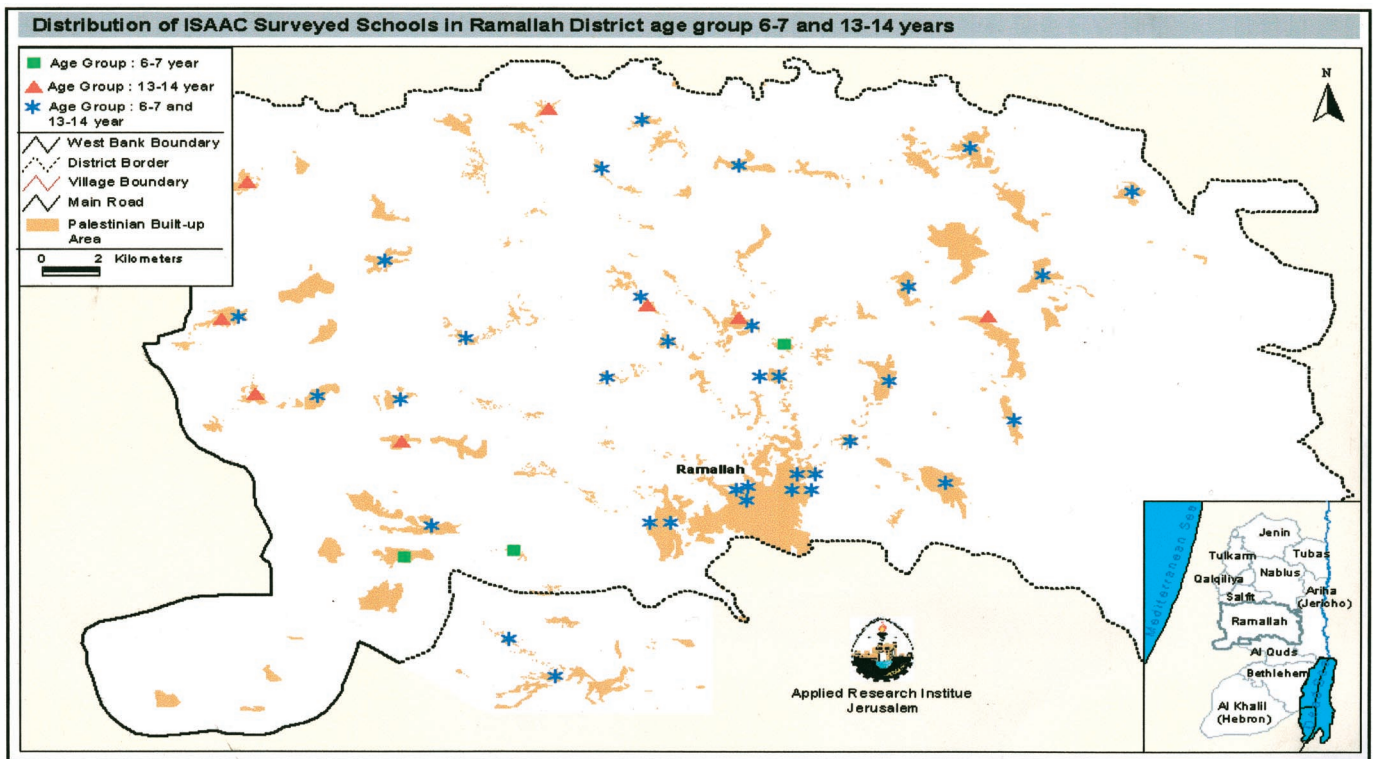 Distribution of ISAAC Surveyed Schools in Ramallah District age group 6-7 and 13-14 years
Age Group : 6-7 year
Age Group : 13-14 year
Age Group : 6-7 and
13-14 year
West Bank Boundary
District Border
Village Boundary
Main Road
Palestinian Built-up
Area
0 2 Kilometers
N
Ramallah
Applied Research Institue
Jerusalem
Mediterranean Sea
Jenin
Tulkarm
Tubas
Nablus
Qalqiliya
Salfit
Ariha
(Jericho)
Ramallah
Al Quds
Bethlehem
Al Khalil
(Hebron)